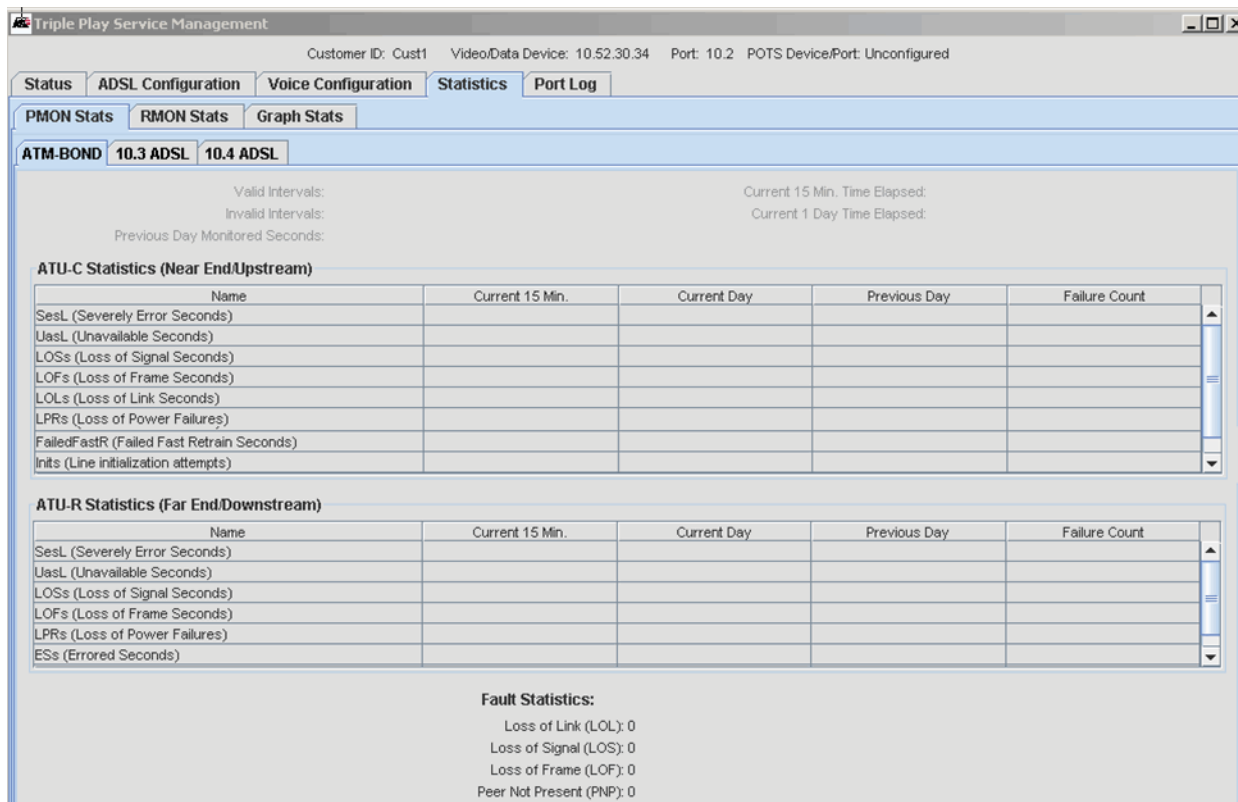 Triple Play Service Management
Customer ID: Cust1 Video/Data Device: 10.52.30.34 Port: 10.2 POTS Device/Port: Unconfigured
Status ADSL Configuration Voice Configuration Statistics Port Log
PMON Stats RMON Stats Graph Stats
ATM-BOND 10.3 ADSL 10.4 ADSL
Valid Intervals: Current 15 Min. Time Elapsed:
Invalid Intervals: Current 1 Day Time Elapsed:
Previous Day Monitored Seconds:
ATU-C Statistics (Near End/Upstream)
Name Current 15 Min. Current Day Previous Day Failure Count
SesL (Severely Error Seconds)
UasL (Unavailable Seconds)
LOSs (Loss of Signal Seconds)
LOFs (Loss of Frame Seconds)
LOLs (Loss of Link Seconds)
LPRs (Loss of Power Failures)
FailedFastR (Failed Fast Retrain Seconds)
Inits (Line initialization attempts)
ATU-R Statistics (Far End/Downstream)
Name Current 15 Min. Current Day Previous Day Failure Count
SesL (Severely Error Seconds)
UasL (Unavailable Seconds)
LOSs (Loss of Signal Seconds)
LOFs (Loss of Frame Seconds)
LPRs (Loss of Power Failures)
ESs (Errored Seconds)
Fault Statistics:
Loss of Link (LOL): 0
Loss of Signal (LOS): 0
Loss of Frame (LOF): 0
Peer Not Present (PNP): 0